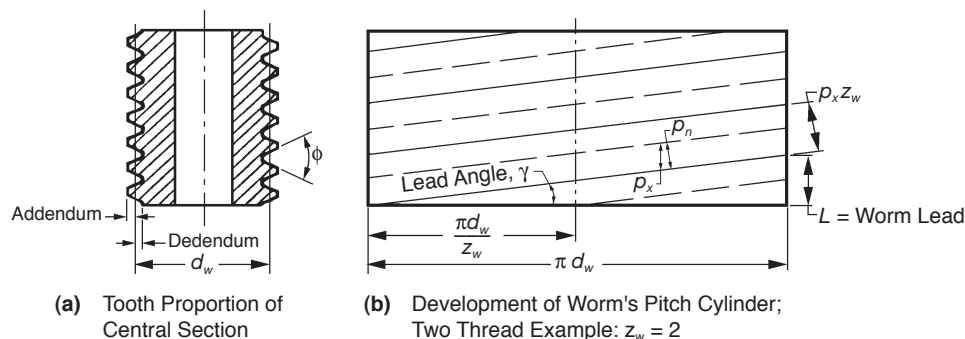 Addendum
Dedendum
d_w
ϕ
Lead Angle, γ
p_n
p_x
p_x z_w
L = Worm Lead
πd_w
z_w
π d_w
(a) Tooth Proportion of
Central Section
(b) Development of Worm's Pitch Cylinder;
Two Thread Example: z_w = 2